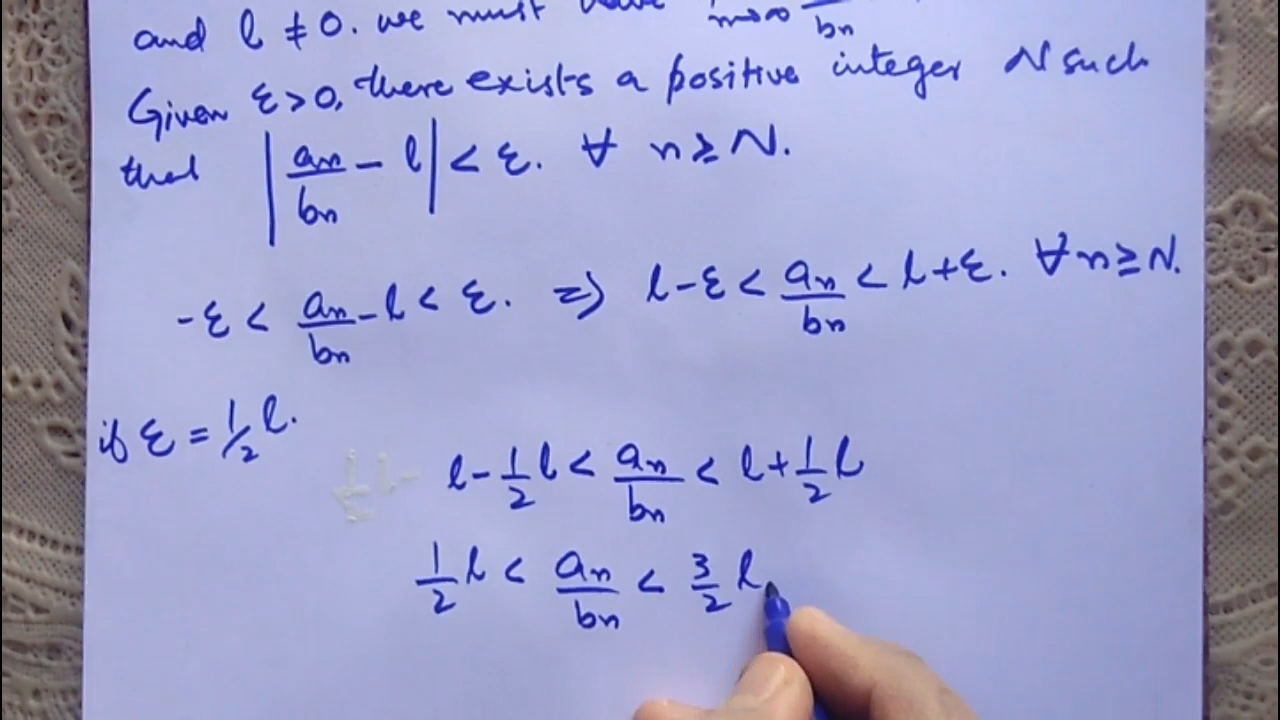 and l ≠ 0. we must have n→∞ bn
Given ε > 0, there exists a positive integer N such
that | an/bn - l | < ε. ∀ n ≥ N.
-ε < an/bn - l < ε. ⇒ l - ε < an/bn < l + ε. ∀ n ≥ N.
if ε = 1/2 l.
l - 1/2 l < an/bn < l + 1/2 l
1/2 l < an/bn < 3/2 l